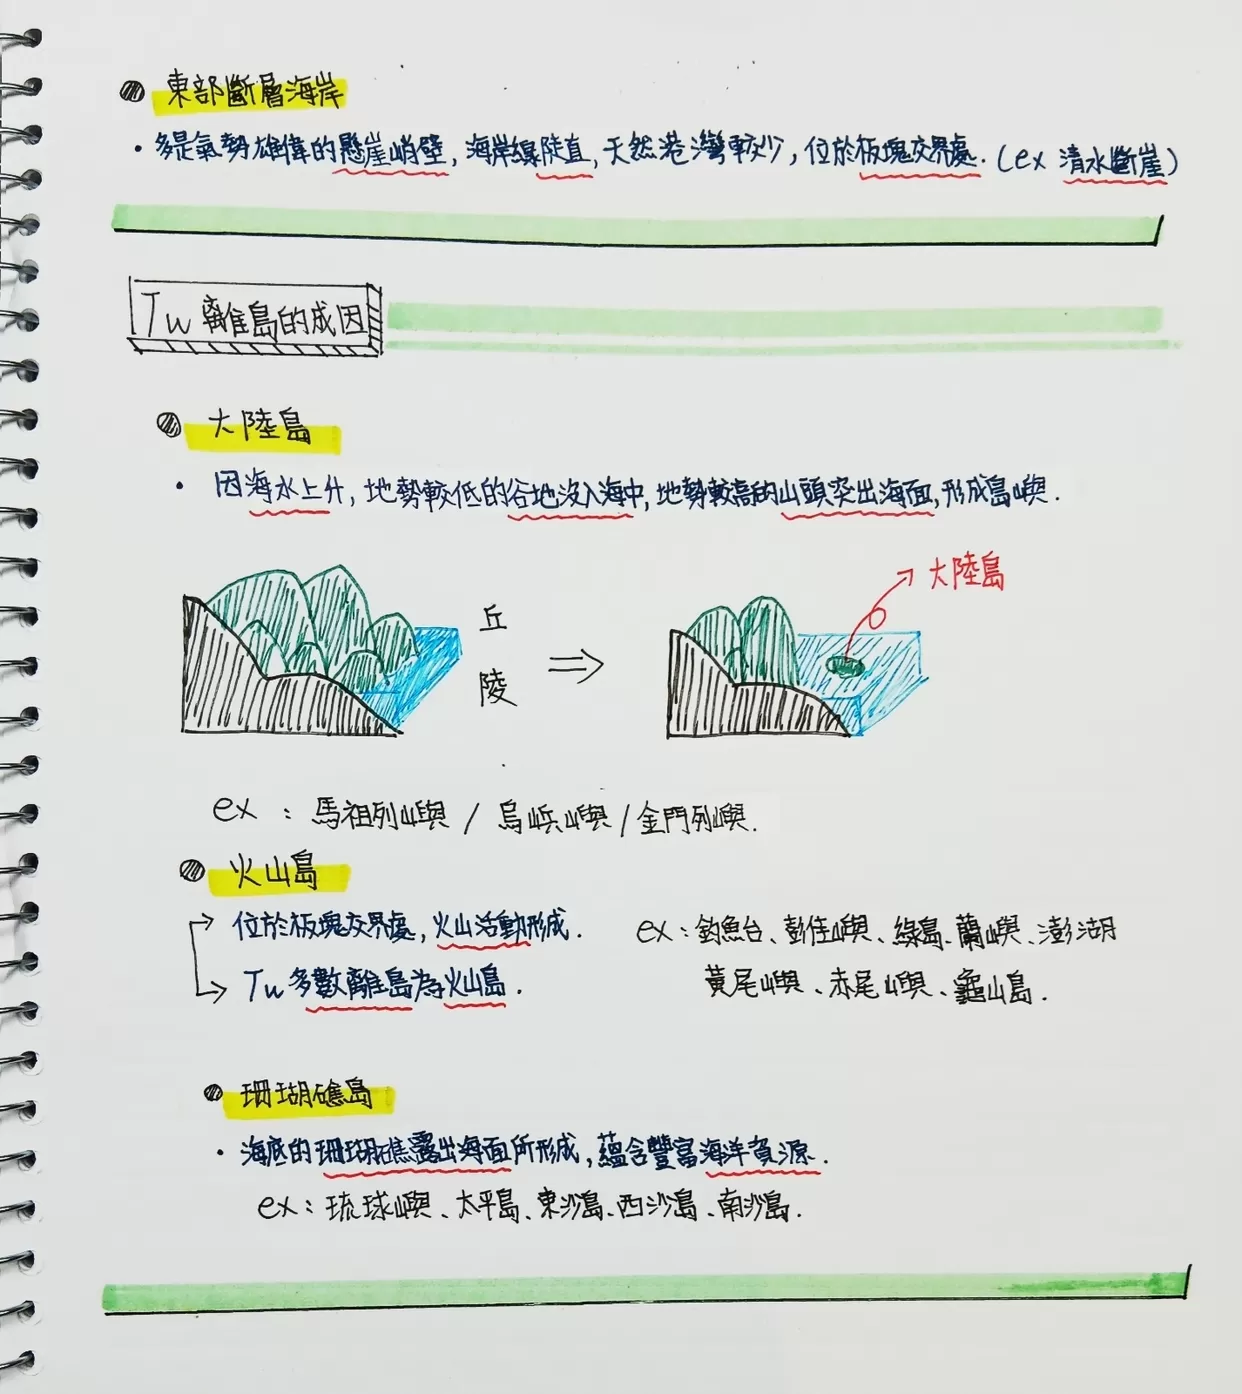 東部斷層海岸
・多是氣勢雄偉的懸崖峭壁,海岸線陡直,天然港灣較少,位於板塊交界處.(ex 清水斷崖)
Tw 離島的成因
大陸島
・因海水上升,地勢較低的谷地沒入海中,地勢較高的山頭突出海面,形成島嶼.
大陸島
丘陵
ex:馬祖列嶼/烏坵嶼/金門列嶼.
火山島
位於板塊交界處,火山活動形成.
Tw 多數離島為火山島.
ex:釣魚台、彭佳嶼、綠島、蘭嶼、澎湖
黃尾嶼、赤尾嶼、龜山島.
珊瑚礁島
・海底的珊瑚礁露出海面所形成,蘊含豐富海洋資源.
ex:琉球嶼、太平島、東沙島、西沙島、南沙島.